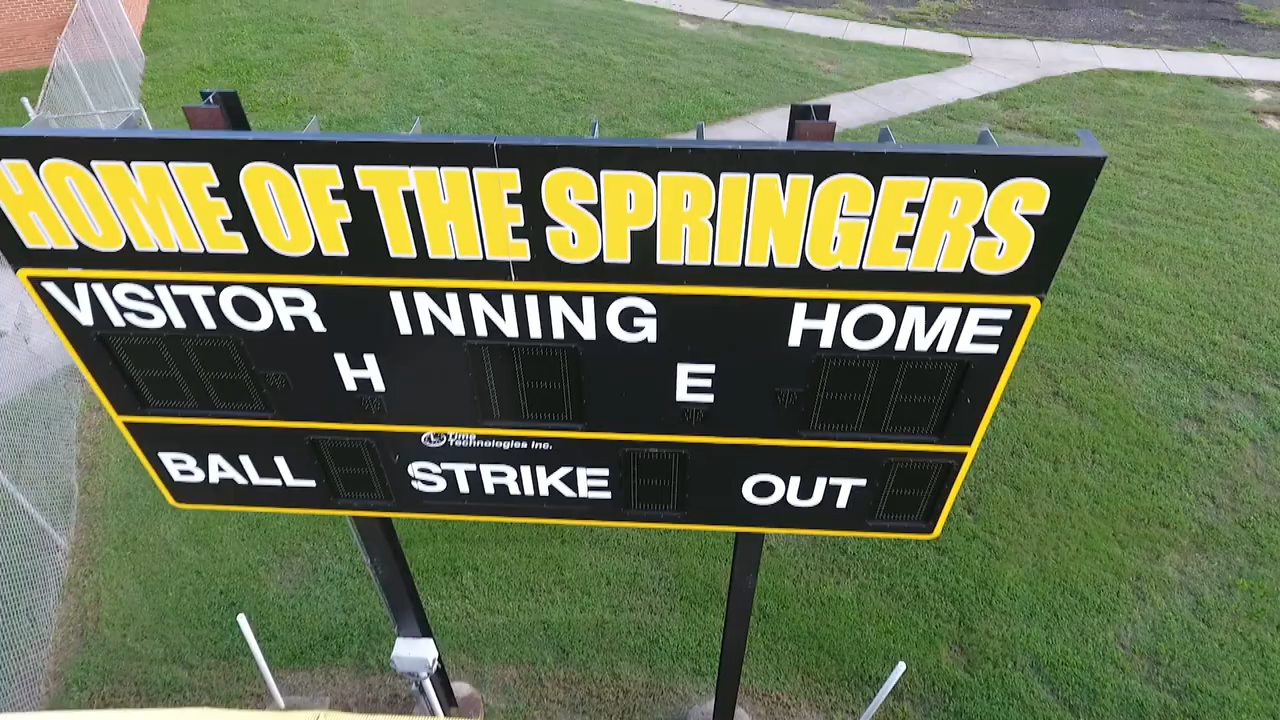 HOME OF THE SPRINGERS
VISITOR INNING HOME
H E
Time
Technologies Inc.
BALL STRIKE OUT